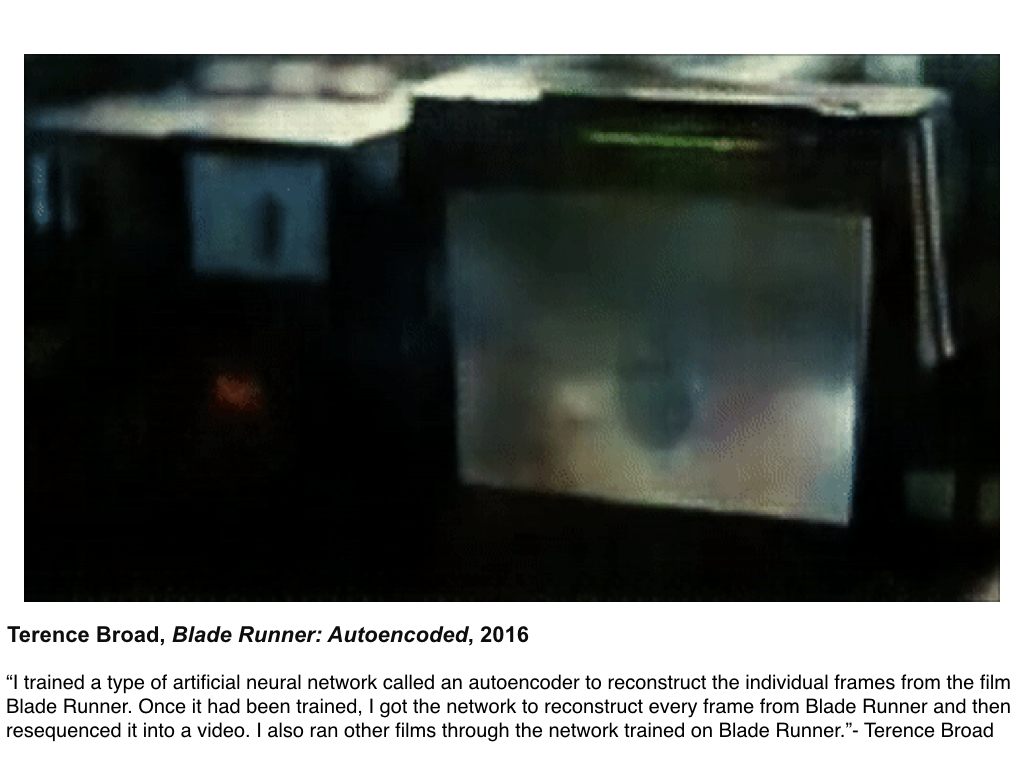 Terence Broad, Blade Runner: Autoencoded, 2016
“I trained a type of artificial neural network called an autoencoder to reconstruct the individual frames from the film
Blade Runner. Once it had been trained, I got the network to reconstruct every frame from Blade Runner and then
resequenced it into a video. I also ran other films through the network trained on Blade Runner.”- Terence Broad